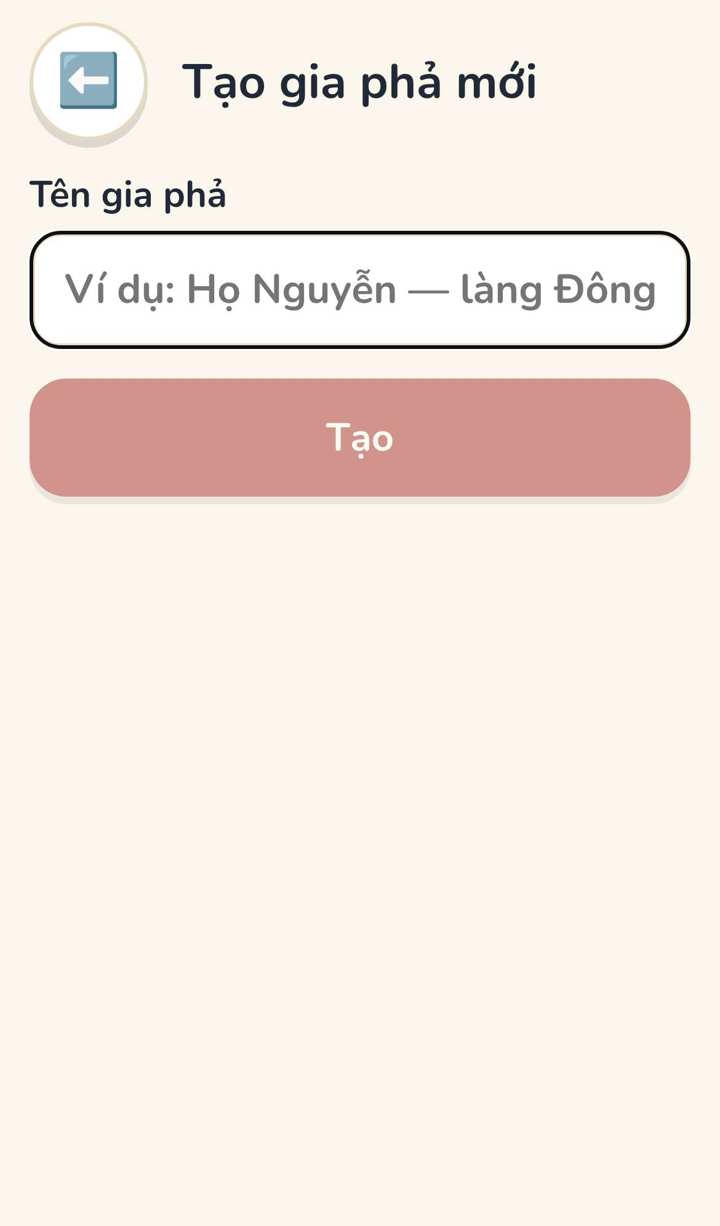 Tạo gia phả mới
Tên gia phả
Ví dụ: Họ Nguyễn — làng Đông
Tạo